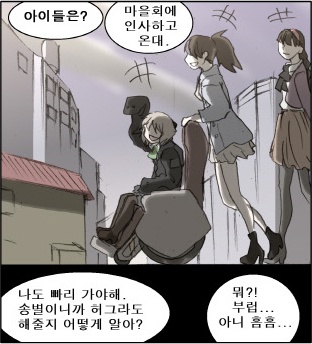 아이들은?
마을회에
인사하고
온대.
나도 빠리 가야해.
송별이니까 허그라도
해줄지 어떻게 알아?
뭐?!
부럽...
아니 흠흠...